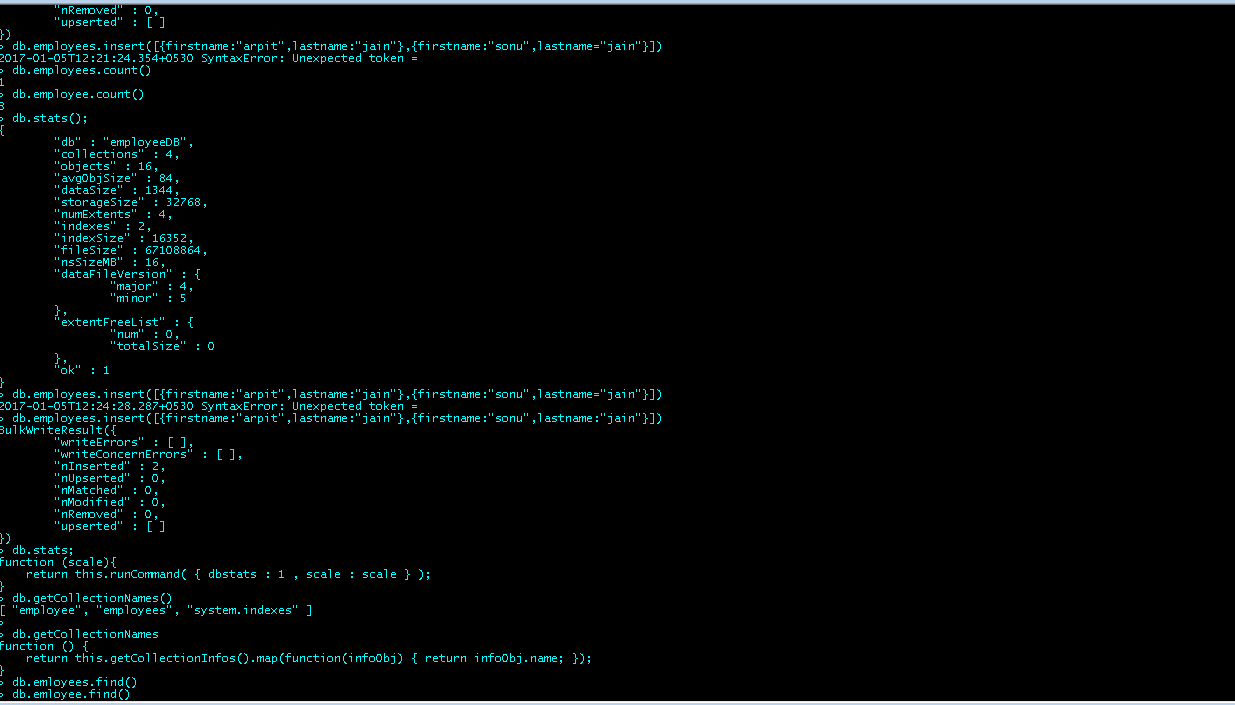 "nRemoved" : 0,
"upserted" : [ ]
})
> db.employees.insert([{firstname:"arpit",lastname:"jain"},{firstname:"sonu",lastname="jain"}])
2017-01-05T12:21:24.354+0530 SyntaxError: Unexpected token =
> db.employees.count()
1
> db.employee.count()
8
> db.stats();
{
"db" : "employeeDB",
"collections" : 4,
"objects" : 16,
"avgObjSize" : 84,
"dataSize" : 1344,
"storageSize" : 32768,
"numExtents" : 4,
"indexes" : 2,
"indexSize" : 16352,
"fileSize" : 67108864,
"nsSizeMB" : 16,
"dataFileVersion" : {
"major" : 4,
"minor" : 5
},
"extentFreeList" : {
"num" : 0,
"totalSize" : 0
},
"ok" : 1
}
> db.employees.insert([{firstname:"arpit",lastname:"jain"},{firstname:"sonu",lastname="jain"}])
2017-01-05T12:24:28.287+0530 SyntaxError: Unexpected token =
> db.employees.insert([{firstname:"arpit",lastname:"jain"},{firstname:"sonu",lastname:"jain"}])
BulkWriteResult({
"writeErrors" : [ ],
"writeConcernErrors" : [ ],
"nInserted" : 2,
"nUpserted" : 0,
"nMatched" : 0,
"nModified" : 0,
"nRemoved" : 0,
"upserted" : [ ]
})
> db.stats;
function (scale){
return this.runCommand( { dbstats : 1 , scale : scale } );
}
> db.getCollectionNames()
[ "employee", "employees", "system.indexes" ]
>
> db.getCollectionNames
function () {
return this.getCollectionInfos().map(function(infoObj) { return infoObj.name; });
}
> db.emloyees.find()
> db.emloyee.find()